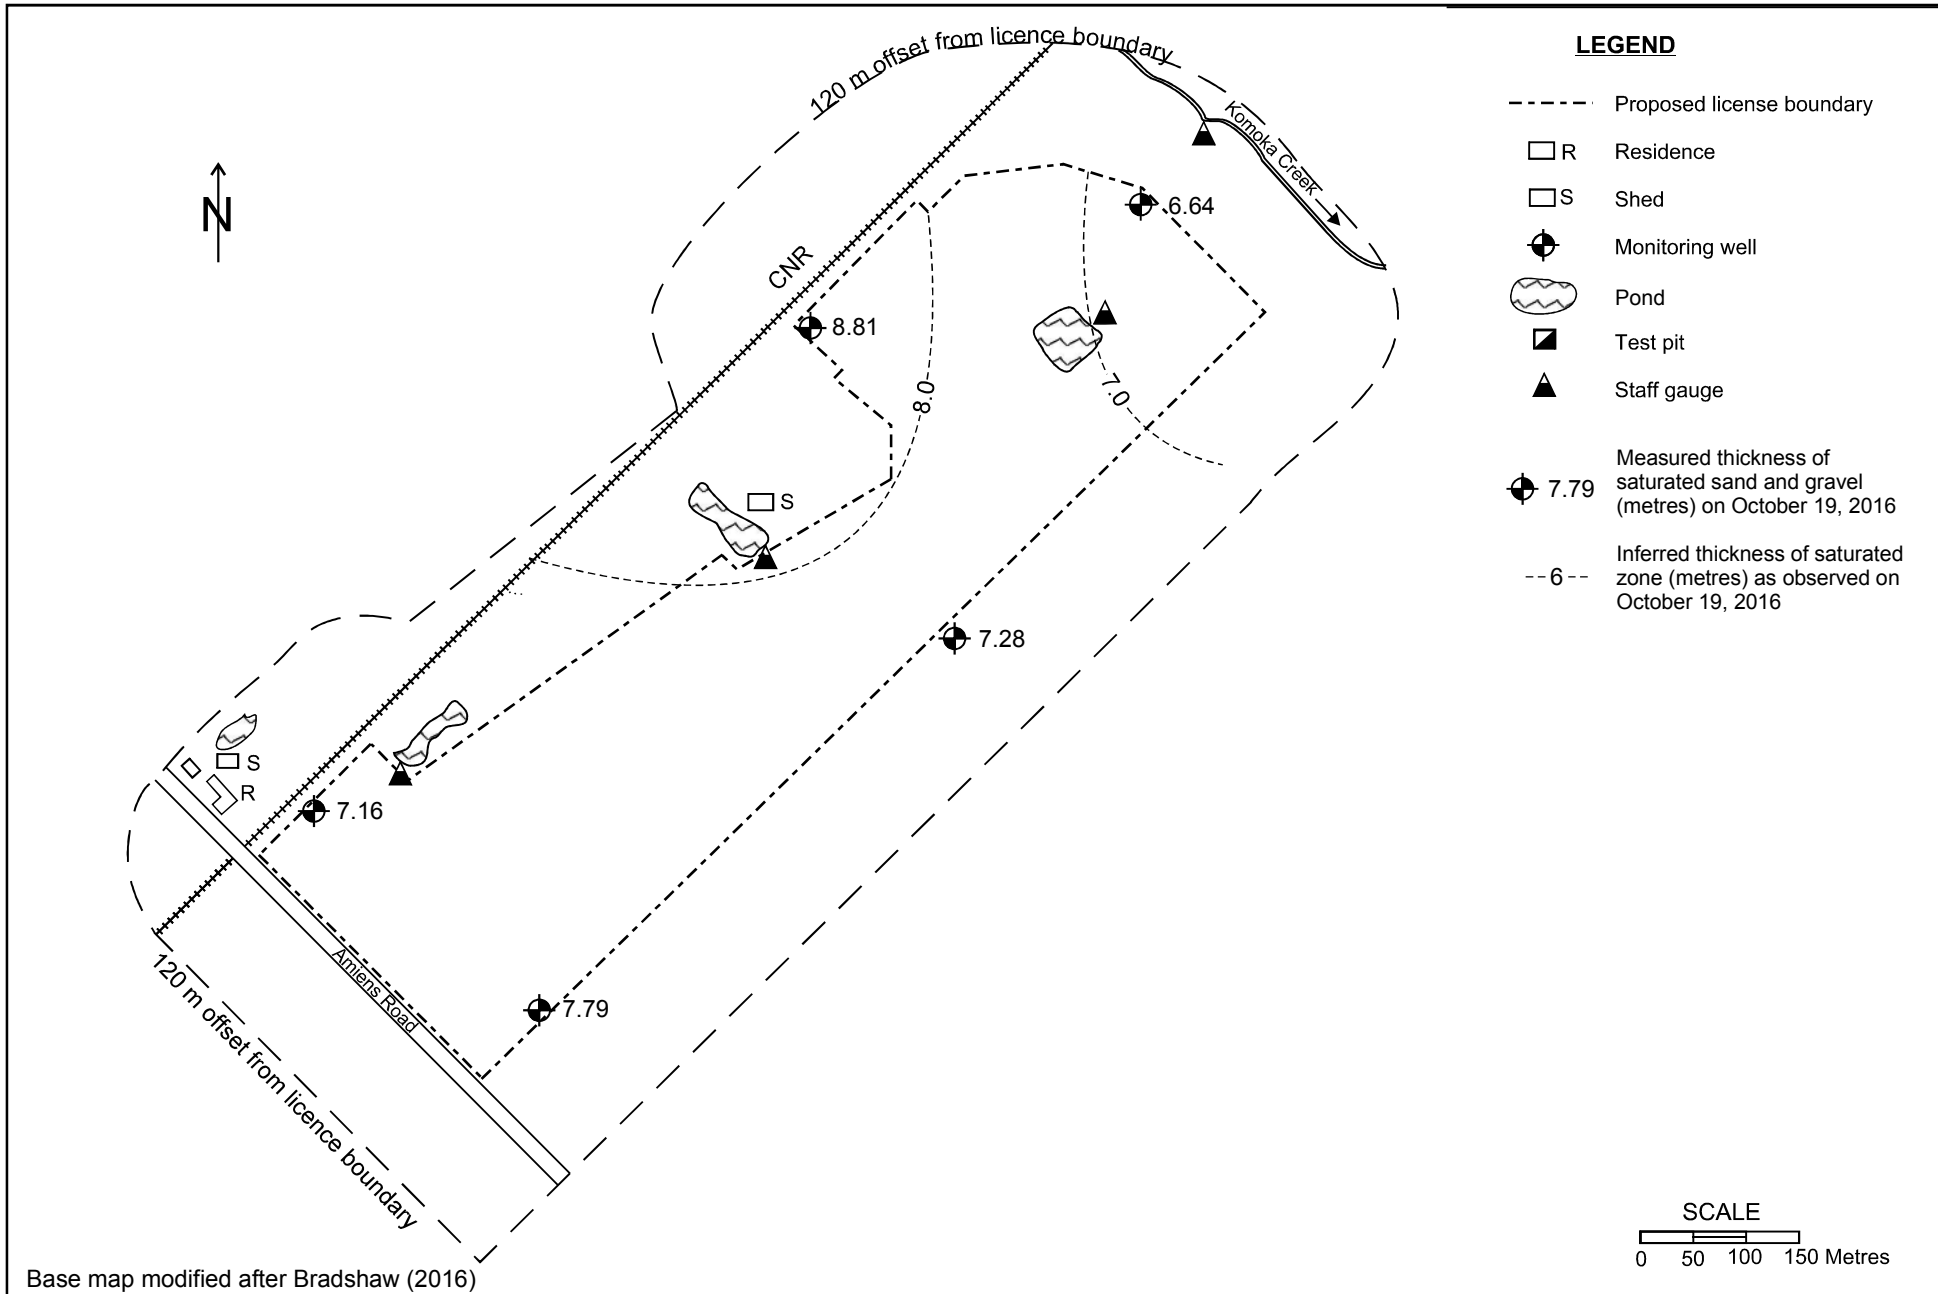 120 m offset from licence boundary
Komoka Creek
N
CNR
6.64
8.81
8.0
7.0
S
7.28
S
R
7.16
7.79
Amiens Road
120 m offset from licence boundary
Base map modified after Bradshaw (2016)
LEGEND
Proposed license boundary
R Residence
S Shed
Monitoring well
Pond
Test pit
Staff gauge
7.79
Measured thickness of
saturated sand and gravel
(metres) on October 19, 2016
6
Inferred thickness of saturated
zone (metres) as observed on
October 19, 2016
SCALE
0 50 100 150 Metres